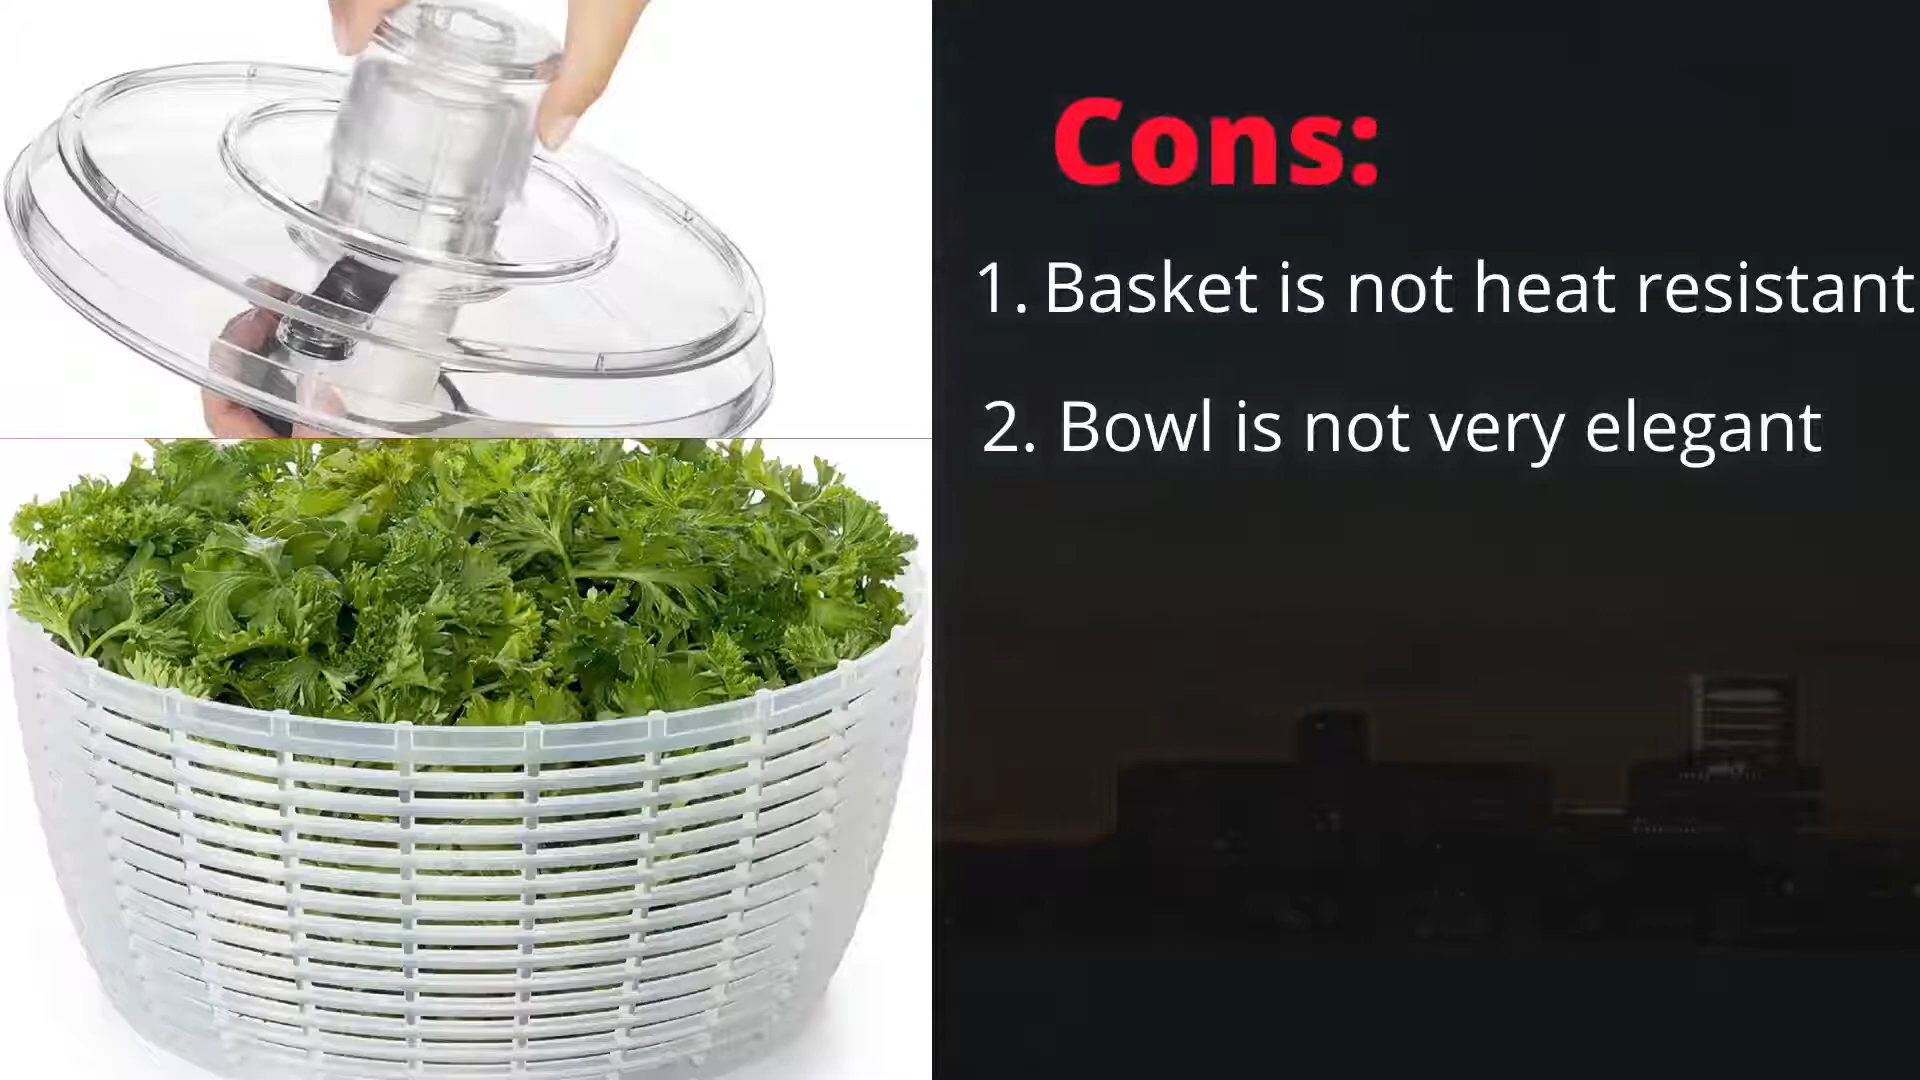 Cons:
1. Basket is not heat resistant
2. Bowl is not very elegant